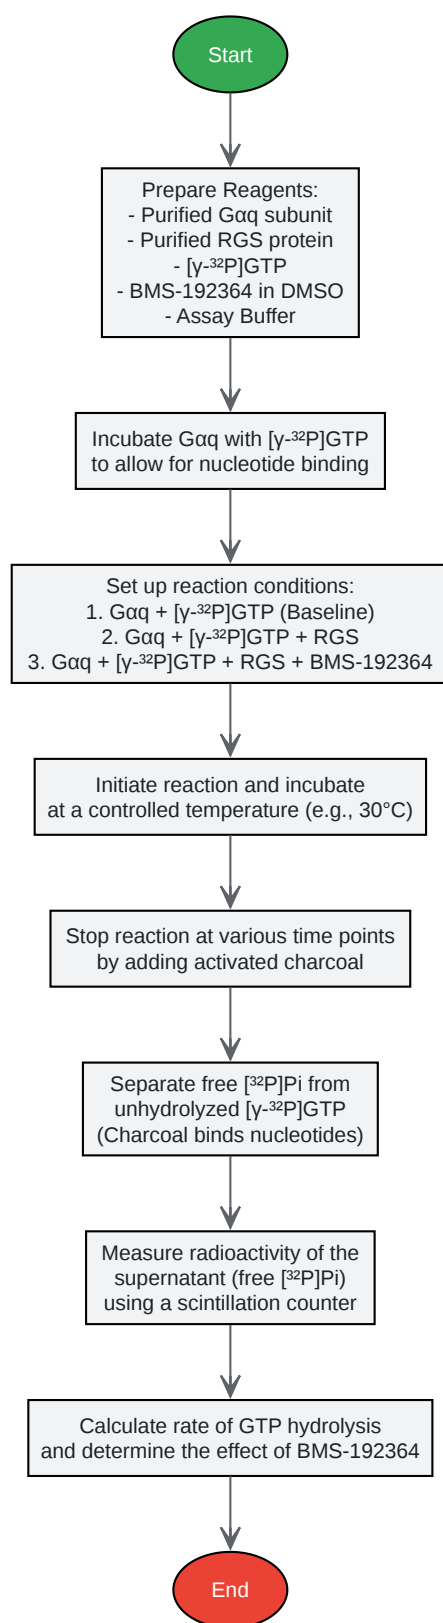 Start
Prepare Reagents:
- Purified Gαq subunit
- Purified RGS protein
- [γ-³²P]GTP
- BMS-192364 in DMSO
- Assay Buffer
Incubate Gαq with [γ-³²P]GTP
to allow for nucleotide binding
Set up reaction conditions:
1. Gαq + [γ-³²P]GTP (Baseline)
2. Gαq + [γ-³²P]GTP + RGS
3. Gαq + [γ-³²P]GTP + RGS + BMS-192364
Initiate reaction and incubate
at a controlled temperature (e.g., 30°C)
Stop reaction at various time points
by adding activated charcoal
Separate free [³²P]Pi from
unhydrolyzed [γ-³²P]GTP
(Charcoal binds nucleotides)
Measure radioactivity of the
supernatant (free [³²P]Pi)
using a scintillation counter
Calculate rate of GTP hydrolysis
and determine the effect of BMS-192364
End